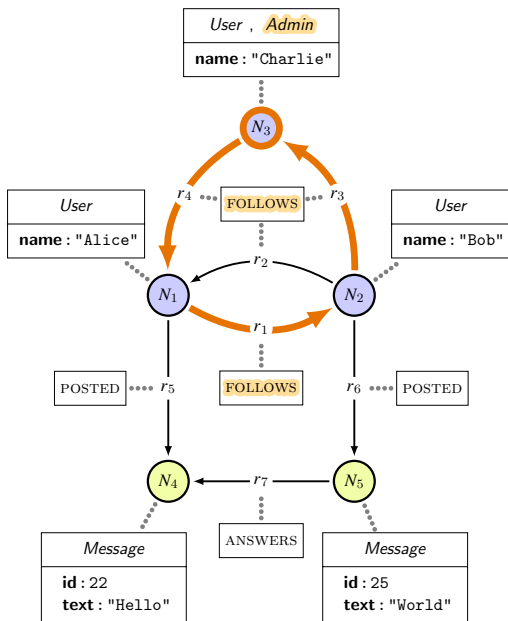 User , Admin
name : "Charlie"
N3
r4
FOLLOWS
r3
User
name : "Alice"
User
name : "Bob"
r2
N1
N2
r1
POSTED
r5
FOLLOWS
r6
POSTED
N4
r7
N5
ANSWERS
Message
id : 22
text : "Hello"
Message
id : 25
text : "World"